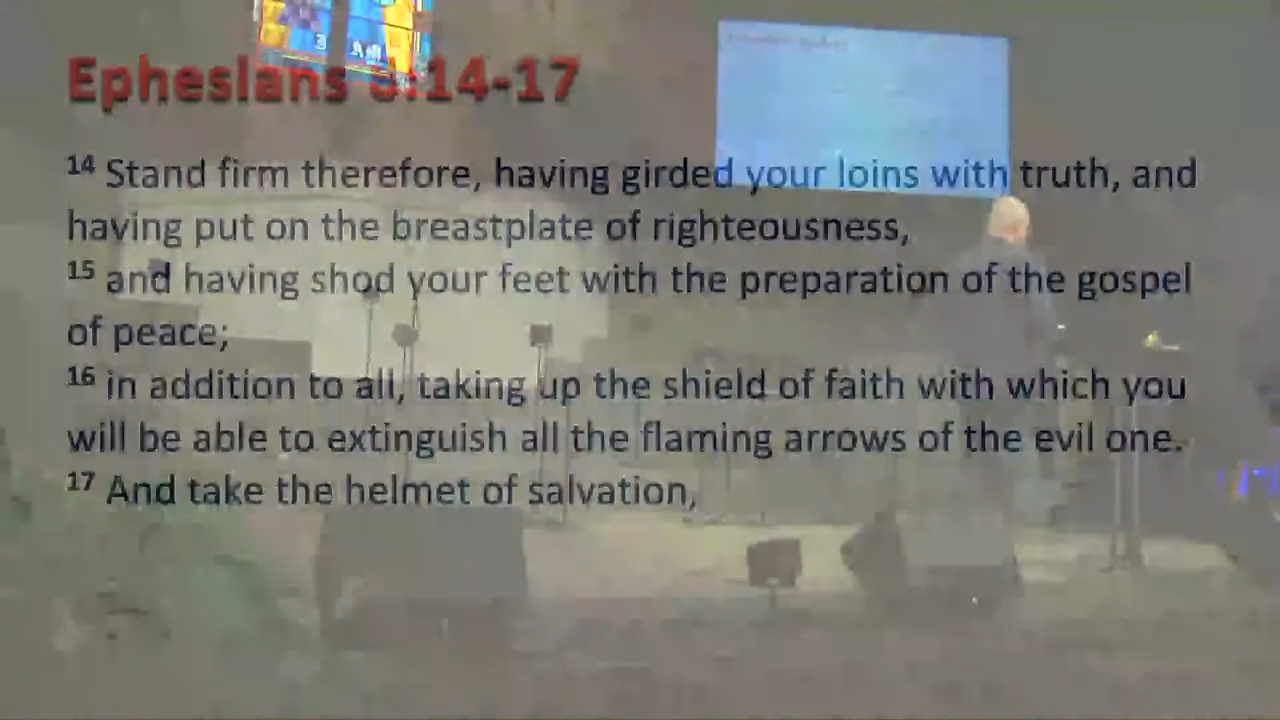 Ephesians 6:14-17
14 Stand firm therefore, having girded your loins with truth, and
having put on the breastplate of righteousness,
15 and having shod your feet with the preparation of the gospel
of peace;
16 in addition to all, taking up the shield of faith with which you
will be able to extinguish all the flaming arrows of the evil one.
17 And take the helmet of salvation,